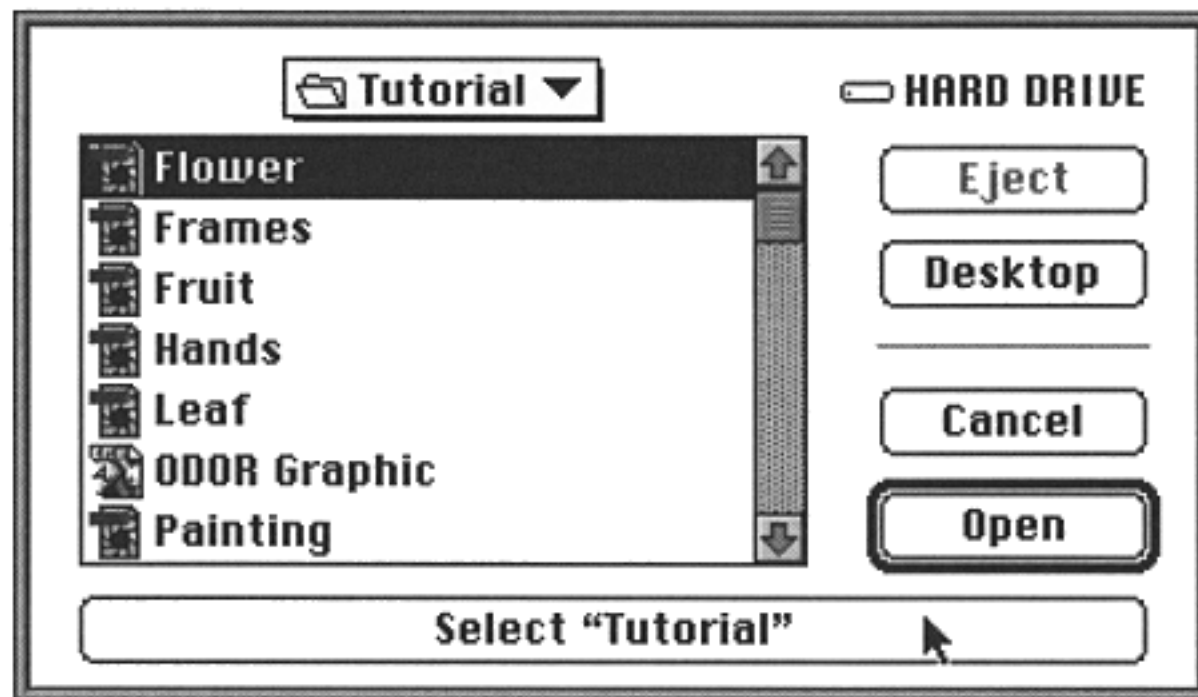 Tutorial
HARD DRIVE
Flower
Frames
Fruit
Hands
Leaf
ODOR Graphic
Painting
Eject
Desktop
Cancel
Open
Select “Tutorial”